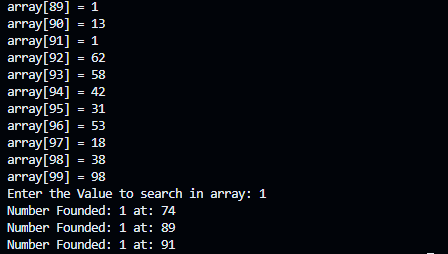 array[89] = 1
array[90] = 13
array[91] = 1
array[92] = 62
array[93] = 58
array[94] = 42
array[95] = 31
array[96] = 53
array[97] = 18
array[98] = 38
array[99] = 98
Enter the Value to search in array: 1
Number Founded: 1 at: 74
Number Founded: 1 at: 89
Number Founded: 1 at: 91